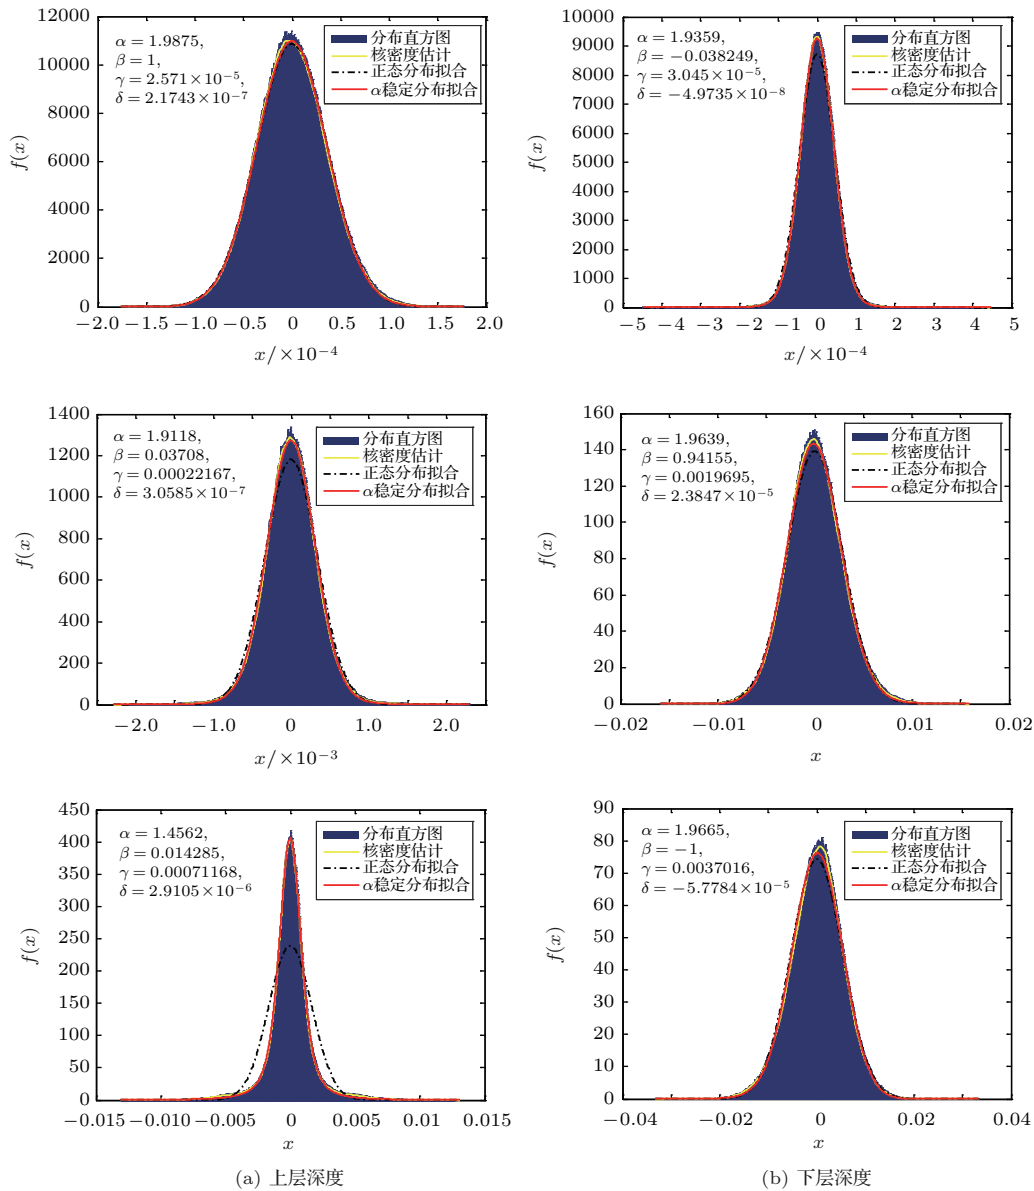 12000
10000
8000
6000
4000
2000
0
f(x)
α = 1.9875,
β = 1,
γ = 2.571×10−5,
δ = 2.1743×10−7
分布直方图
核密度估计
正态分布拟合
α稳定分布拟合
−2.0 −1.5 −1.0 −0.5 0 0.5 1.0 1.5 2.0
x/×10−4
10000
9000
8000
7000
6000
5000
4000
3000
2000
1000
0
f(x)
α = 1.9359,
β = −0.038249,
γ = 3.045×10−5,
δ = −4.9735×10−8
分布直方图
核密度估计
正态分布拟合
α稳定分布拟合
−5 −4 −3 −2 −1 0 1 2 3 4 5
x/×10−4
1400
1200
1000
800
600
400
200
0
f(x)
α = 1.9118,
β = 0.03708,
γ = 0.00022167,
δ = 3.0585×10−7
分布直方图
核密度估计
正态分布拟合
α稳定分布拟合
−2.0 −1.0 0 1.0 2.0
x/×10−3
160
140
120
100
80
60
40
20
0
f(x)
α = 1.9639,
β = 0.94155,
γ = 0.0019695,
δ = 2.3847×10−5
分布直方图
核密度估计
正态分布拟合
α稳定分布拟合
−0.02 −0.01 0 0.01 0.02
x
450
400
350
300
250
200
150
100
50
0
f(x)
α = 1.4562,
β = 0.014285,
γ = 0.00071168,
δ = 2.9105×10−6
分布直方图
核密度估计
正态分布拟合
α稳定分布拟合
−0.015 −0.010 −0.005 0 0.005 0.010 0.015
x
90
80
70
60
50
40
30
20
10
0
f(x)
α = 1.9665,
β = −1,
γ = 0.0037016,
δ = −5.7784×10−5
分布直方图
核密度估计
正态分布拟合
α稳定分布拟合
−0.04 −0.02 0 0.02 0.04
x
(a) 上层深度
(b) 下层深度